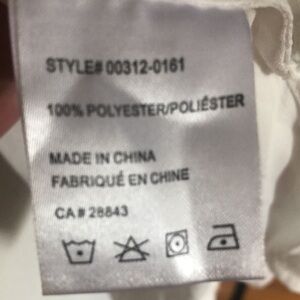 STYLE# 00312-0161
100% POLYESTER/POLIÉSTER
MADE IN CHINA
FABRIQUÉ EN CHINE
CA# 28843